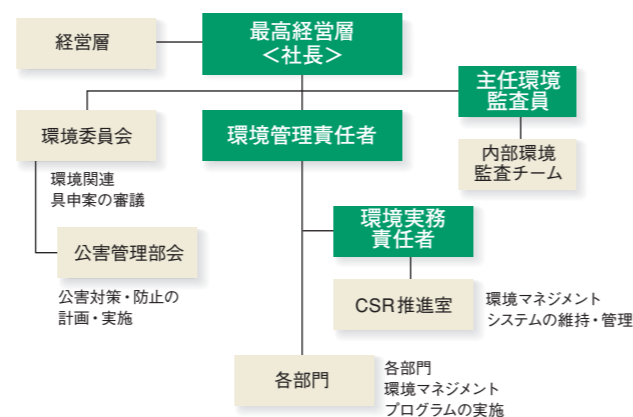 経営層
最高経営層
＜社長＞
主任環境
監査員
環境委員会
環境管理責任者
内部環境
監査チーム
環境関連
具申案の審議
環境実務
責任者
公害管理部会
公害対策・防止の
計画・実施
CSR推進室
環境マネジメント
システムの維持・管理
各部門
各部門
環境マネジメント
プログラムの実施